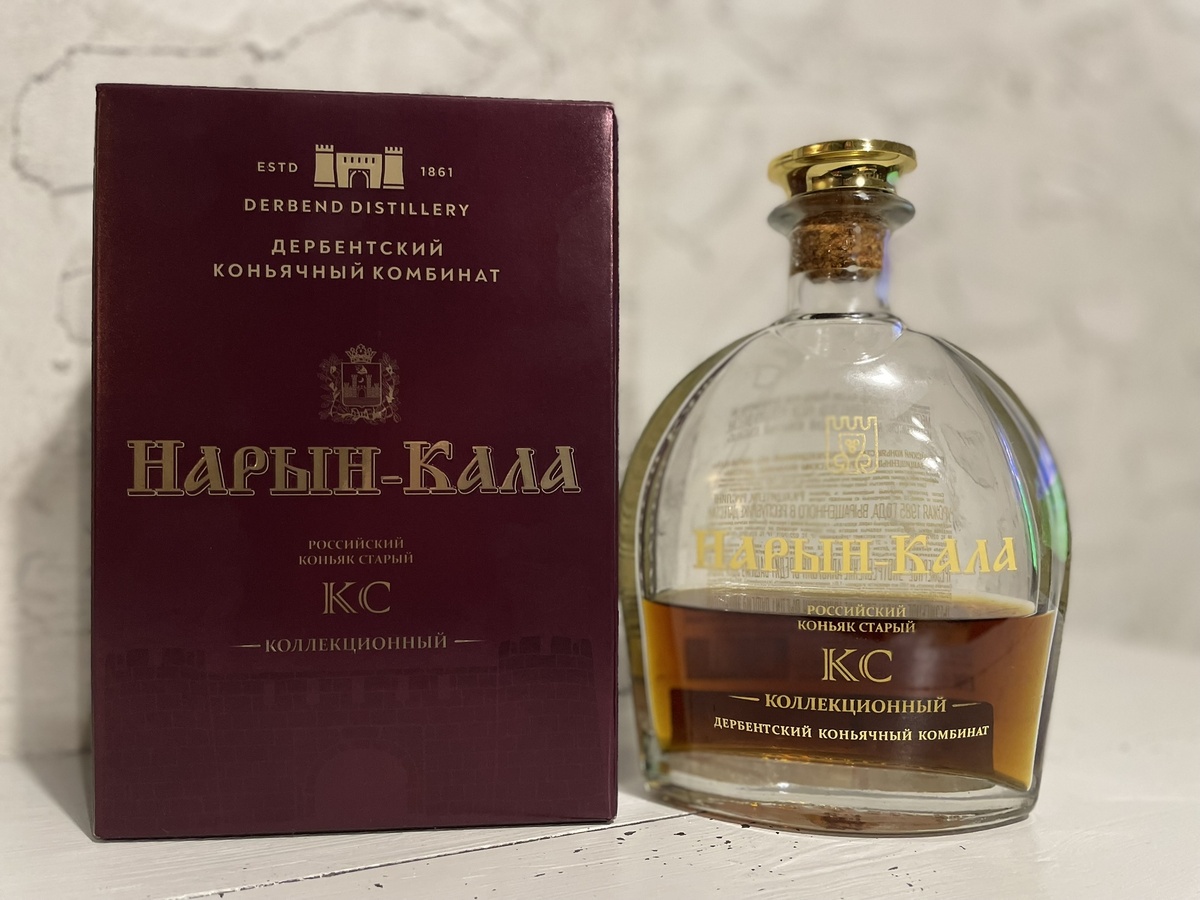 ESTD 1861
DERBEND DISTILLERY
ДЕРБЕНТСКИЙ
КОНЬЯЧНЫЙ КОМБИНАТ
НАРЫН-КАЛА
РОССИЙСКИЙ
КОНЬЯК СТАРЫЙ
КС
КОЛЛЕКЦИОННЫЙ
НАРЫН-КАЛА
РОССИЙСКИЙ
КОНЬЯК СТАРЫЙ
КС
КОЛЛЕКЦИОННЫЙ
ДЕРБЕНТСКИЙ КОНЬЯЧНЫЙ КОМБИНАТ